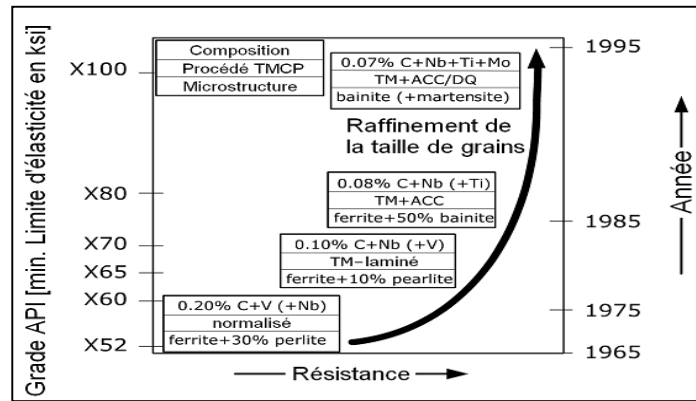 Grade API [min. Limite d'élasticité en ksi]
X100
X80
X70
X65
X60
X52
Composition
Procédé TMCP
Microstructure
0.07% C+Nb+Ti+Mo
TM+ACC/DQ
bainite (+martensite)
Raffinement de
la taille de grains
0.08% C+Nb (+Ti)
TM+ACC
ferrite+50% bainite
0.10% C+Nb (+V)
TM-laminé
ferrite+10% pearlite
0.20% C+V (+Nb)
normalisé
ferrite+30% perlite
1995
1985
1975
1965
Année
Résistance